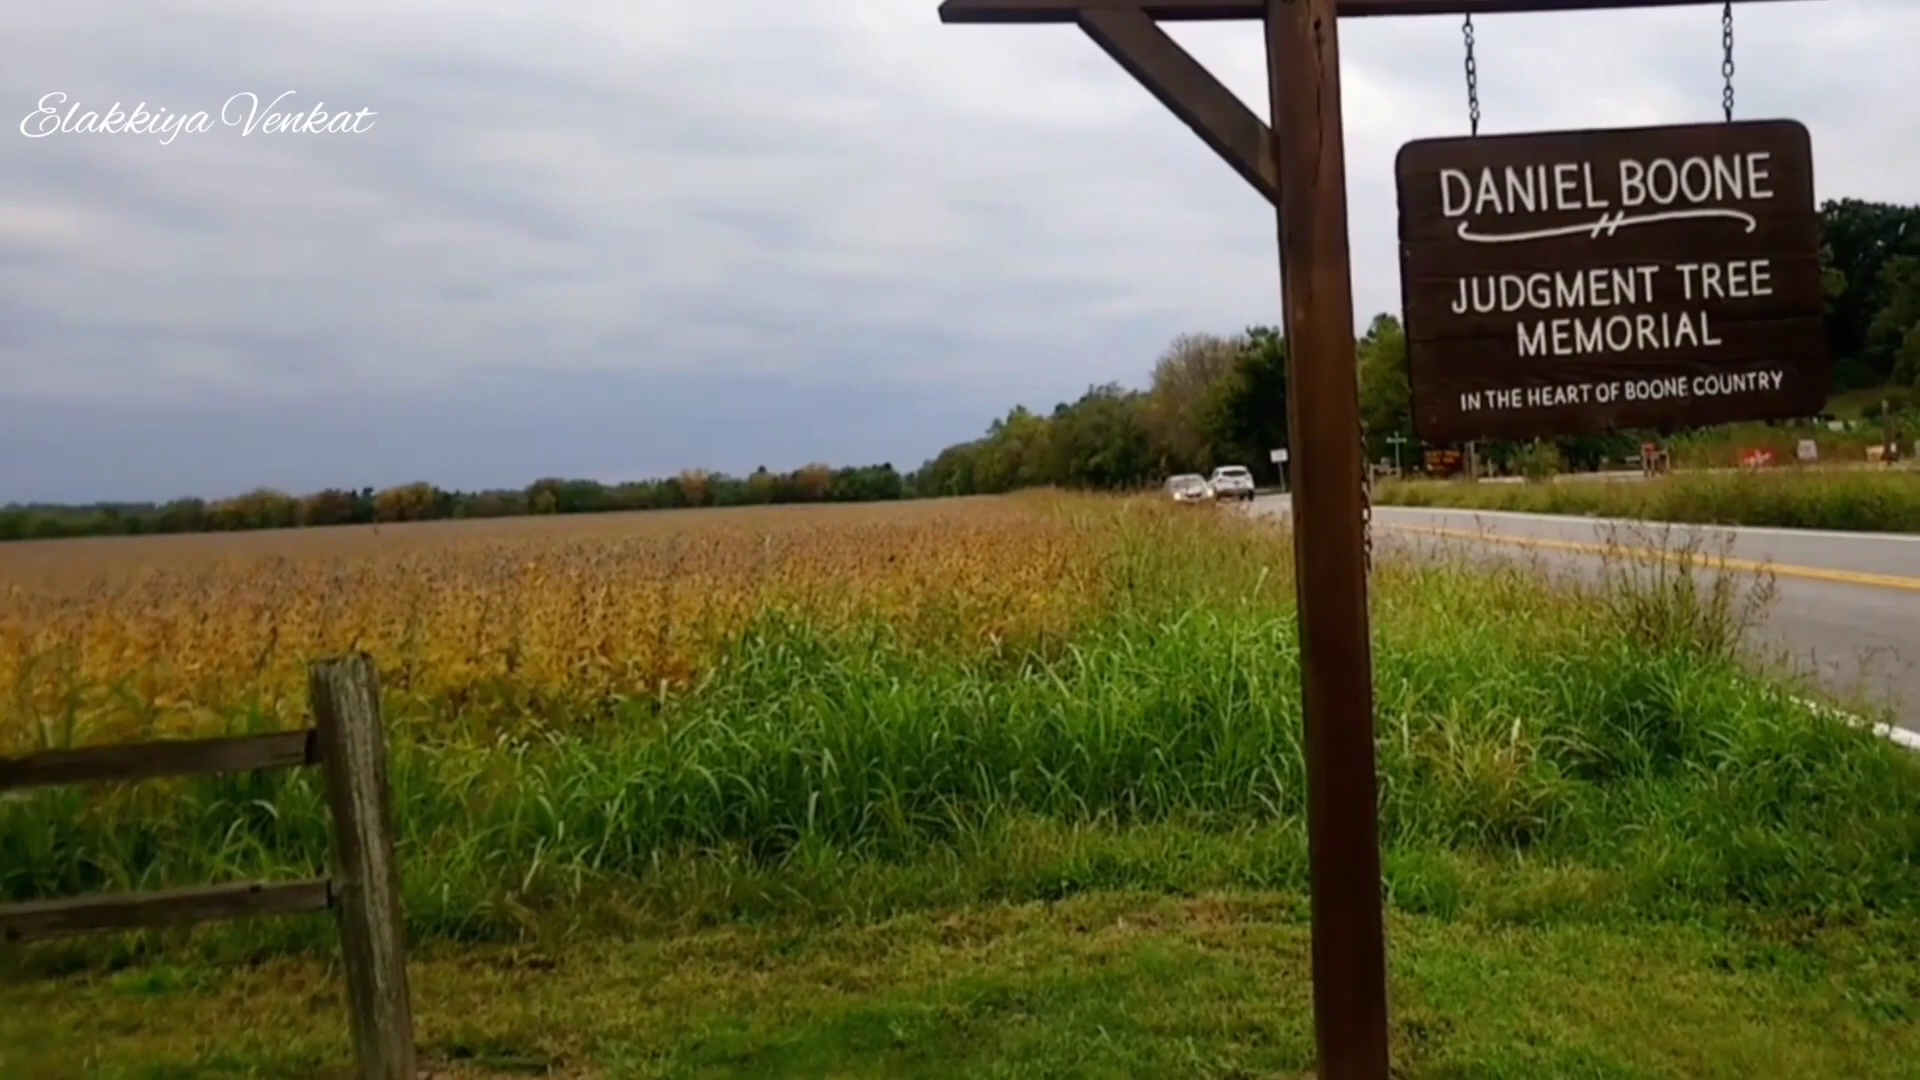 Elakkiya Venkat
DANIEL BOONE
JUDGMENT TREE
MEMORIAL
IN THE HEART OF BOONE COUNTRY